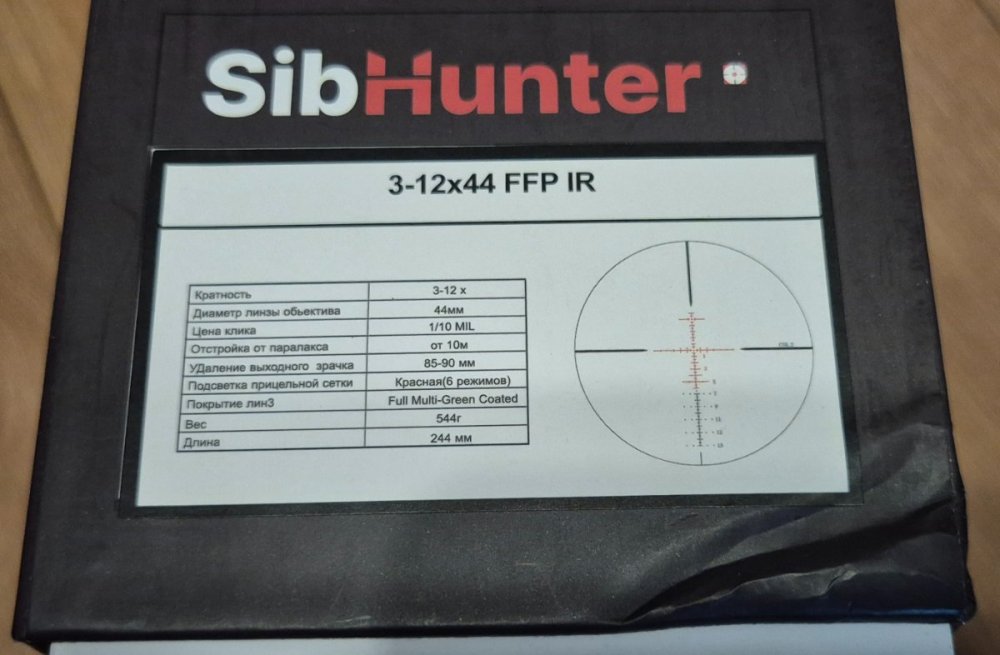 SibHunter
3-12x44 FFP IR
Кратность 3-12 x
Диаметр линзы обьектива 44мм
Цена клика 1/10 MIL
Отстройка от паралакса от 10м
УДаление выходного зрачка 85-90 мм
Подсветка прицельной сетки Красная(6 режимов)
Покрытие лин3 Full Multi-Green Coated
Вес 544г
Длина 244 мм